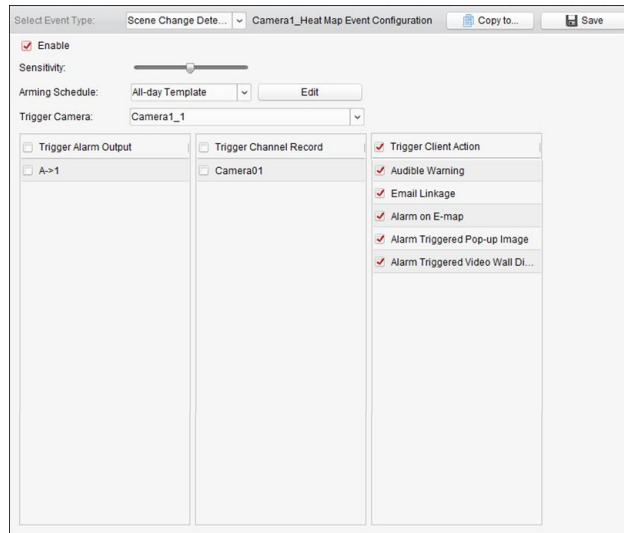 Select Event Type: Scene Change Dete... Camera1_Heat Map Event Configuration Copy to... Save
Enable
Sensitivity:
Arming Schedule: All-day Template Edit
Trigger Camera: Camera1_1
Trigger Alarm Output Trigger Channel Record Trigger Client Action
A->1 Camera01 Audible Warning
Email Linkage
Alarm on E-map
Alarm Triggered Pop-up Image
Alarm Triggered Video Wall Di...